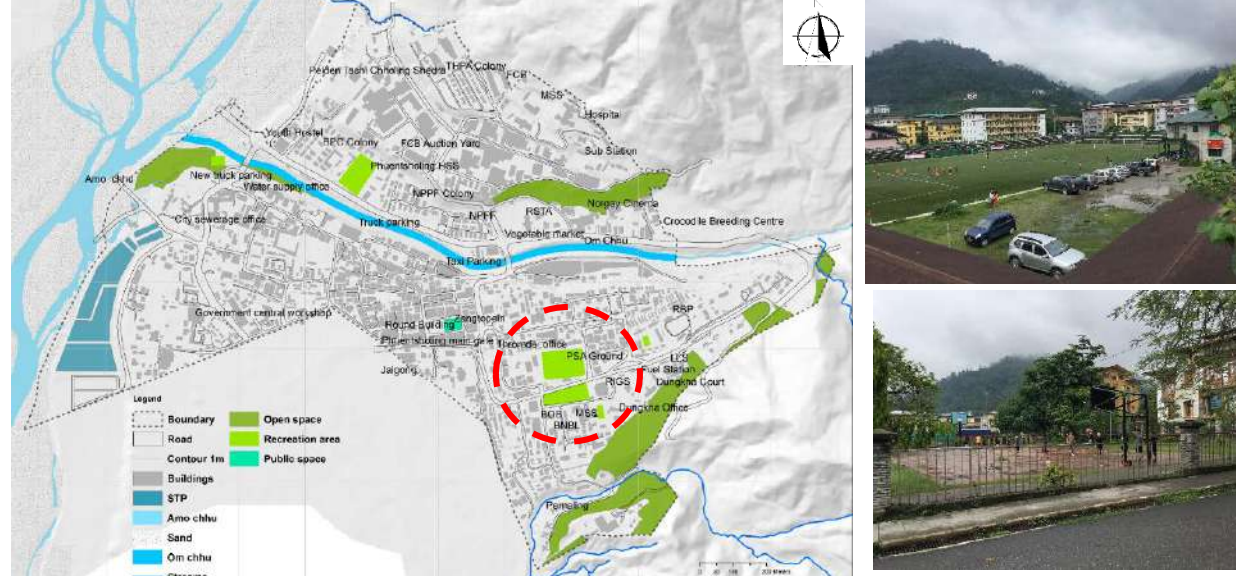 Pelden Tashi Chholing Shedra
THPA Colony
FCB
MSS
Hospital
Sub Station
Youth Hostel
BPC Colony
FCB Auction Yard
Phuentsholing HSS
Amo chhu
New truck parking
Water supply office
NPPF Colony
NPPF
RSTA
Norgay Cinema
Crocodile Breeding Centre
City sewerage office
Truck parking
Vegetable market
Om Chhu
Taxi Parking
Government central workshop
Round Building
Zangtopelri
Phuentsholing main gate
Thromde office
RBP
PSA Ground
Jaigong
Fuel Station
RIGS
Dungkha Court
Dungkha Office
BOB
MSS
BNBL
Pemaling
Legend
Boundary
Open space
Road
Recreation area
Contour 1m
Public space
Buildings
STP
Amo chhu
Sand
Om chhu